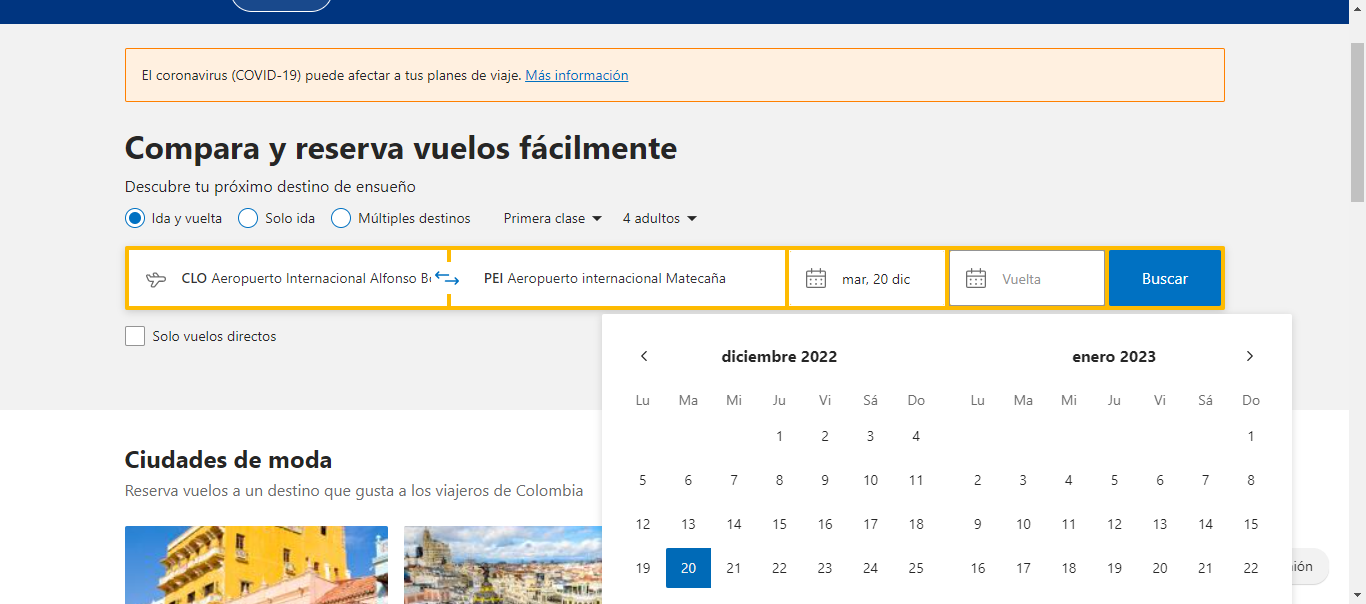 El coronavirus (COVID-19) puede afectar a tus planes de viaje. Más información
Compara y reserva vuelos fácilmente
Descubre tu próximo destino de ensueño
Ida y vuelta Solo ida Múltiples destinos Primera clase 4 adultos
CLO Aeropuerto Internacional Alfonso PEI Aeropuerto internacional Matecaña mar, 20 dic Vuelta Buscar
Solo vuelos directos
diciembre 2022 enero 2023
Lu Ma Mi Ju Vi Sá Do Lu Ma Mi Ju Vi Sá Do
1 2 3 4 1
5 6 7 8 9 10 11 2 3 4 5 6 7 8
12 13 14 15 16 17 18 9 10 11 12 13 14 15
19 20 21 22 23 24 25 16 17 18 19 20 21 22
Ciudades de moda
Reserva vuelos a un destino que gusta a los viajeros de Colombia